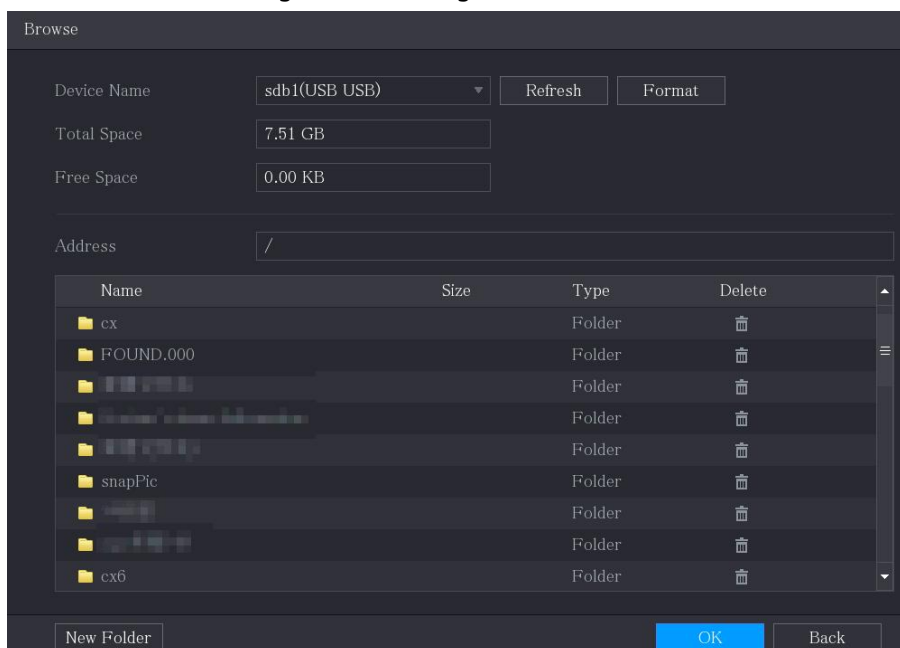 Browse
Device Name sdb1(USB USB) Refresh Format
Total Space 7.51 GB
Free Space 0.00 KB
Address /
Name Size Type Delete
cx Folder
FOUND.000 Folder
Folder
Folder
Folder
snapPic Folder
Folder
Folder
cx6 Folder
New Folder OK Back